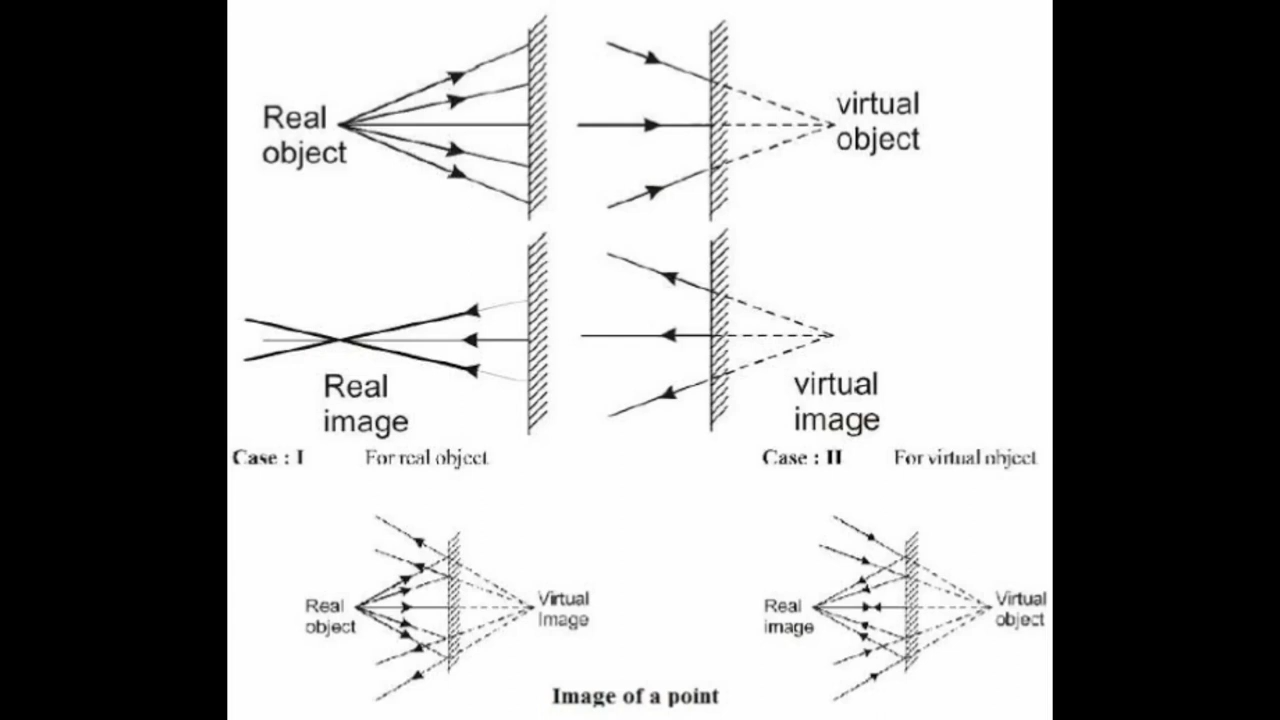 Real
object
virtual
object
Real
image
virtual
image
Case : I
For real object
Case : II
For virtual object
Real
object
Virtual
Image
Real
image
Virtual
object
Image of a point